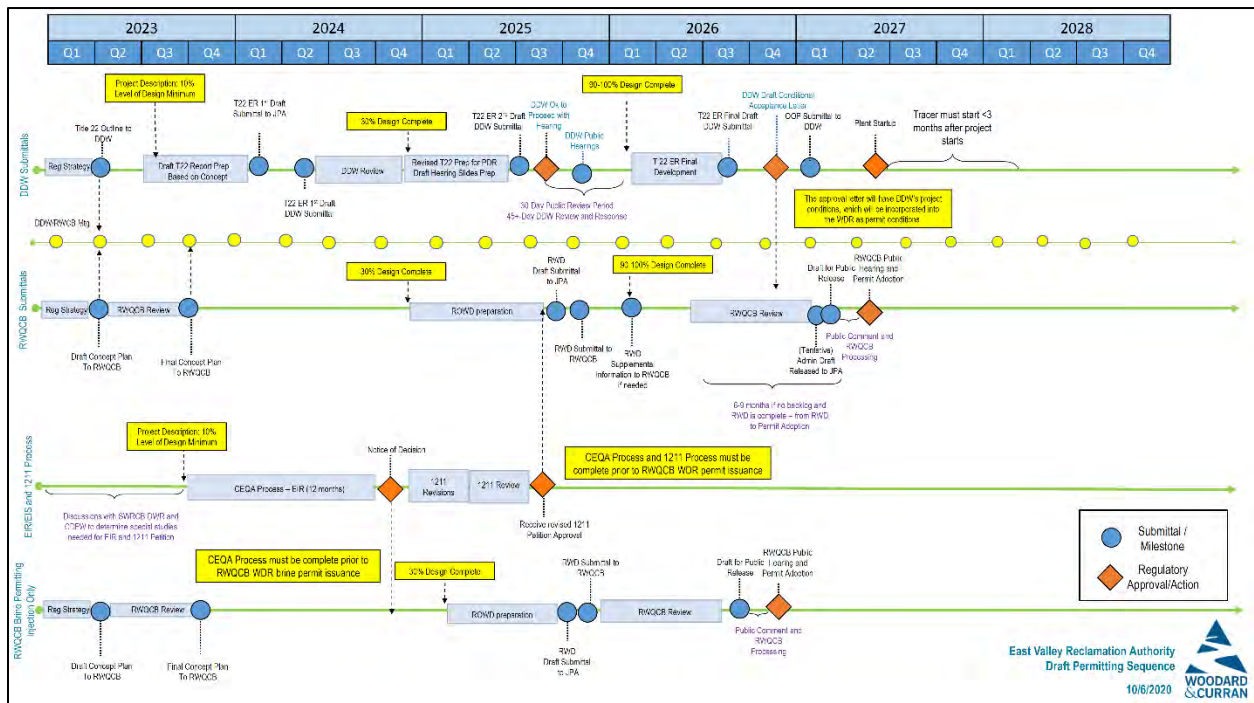 2023 2024 2025 2026 2027 2028
Q1 Q2 Q3 Q4 Q1 Q2 Q3 Q4 Q1 Q2 Q3 Q4 Q1 Q2 Q3 Q4 Q1 Q2 Q3 Q4 Q1 Q2 Q3 Q4
DDW Submittals
Project Description: 10%
Level of Design Minimum
Title 22 Outline to
DDW
Reg Strategy
Draft T22 Report Prep
Based on Concept
T22 ER 1st Draft
Submittal to JPA
T22 ER 1st Draft
DDW Submittal
DDW Review
30% Design Complete
Revised T22 Prep for PDR
Draft Hearing Slides Prep
T22 ER 2nd Draft
DDW Submittal
DDW Ok to
Proceed with
Hearing
DDW Public
Hearings
30 Day Public Review Period
45+ Day DDW Review and Response
90-100% Design Complete
T22 ER Final
Development
T22 ER Final Draft
DDW Submittal
DDW Draft Conditional
Acceptance Letter
OOP Submittal to
DDW
Plant Startup
Tracer must start <3
months after project
starts
The approval letter will have DDW's project
conditions, which will be incorporated into
the WDR as permit conditions
DDW/RWCB Mtg
RWQCB Submittals
Reg Strategy
RWQCB Review
Draft Concept Plan
To RWQCB
Final Concept Plan
To RWQCB
30% Design Complete
ROWD preparation
RWD
Draft Submittal
to JPA
RWD Submittal to
RWQCB
90-100% Design Complete
RWD
Supplemental
Information to RWQCB
if needed
RWQCB Review
Draft for Public
Release
RWQCB Public
Hearing and
Permit Adoption
(Tentative)
Admin Draft
Released to JPA
Public Comment and
RWQCB
Processing
6-9 months if no backlog and
RWD is complete – from RWD
to Permit Adoption
EIR/EIS and 1211 Process
Project Description: 10%
Level of Design Minimum
Discussions with SWRCB DWR and
CDFW to determine special studies
needed for EIR and 1211 Petition
CEQA Process – EIR (12 months)
Notice of Decision
1211
Revisions
1211 Review
Receive revised 1211
Petition Approval
CEQA Process and 1211 Process must be
complete prior to RWQCB WDR permit issuance
RWQCB Brine Permitting
Injection Only
Reg Strategy
RWQCB Review
Draft Concept Plan
To RWQCB
Final Concept Plan
To RWQCB
CEQA Process must be complete prior to
RWQCB WDR brine permit issuance
30% Design Complete
ROWD preparation
RWD Submittal to
RWQCB
RWD
Draft Submittal
to JPA
RWQCB Review
Draft for Public
Release
RWQCB Public
Hearing and
Permit Adoption
Public Comment and
RWQCB
Processing
Submittal /
Milestone
Regulatory
Approval/Action
East Valley Reclamation Authority
Draft Permitting Sequence
10/6/2020
WOODARD
&CURRAN